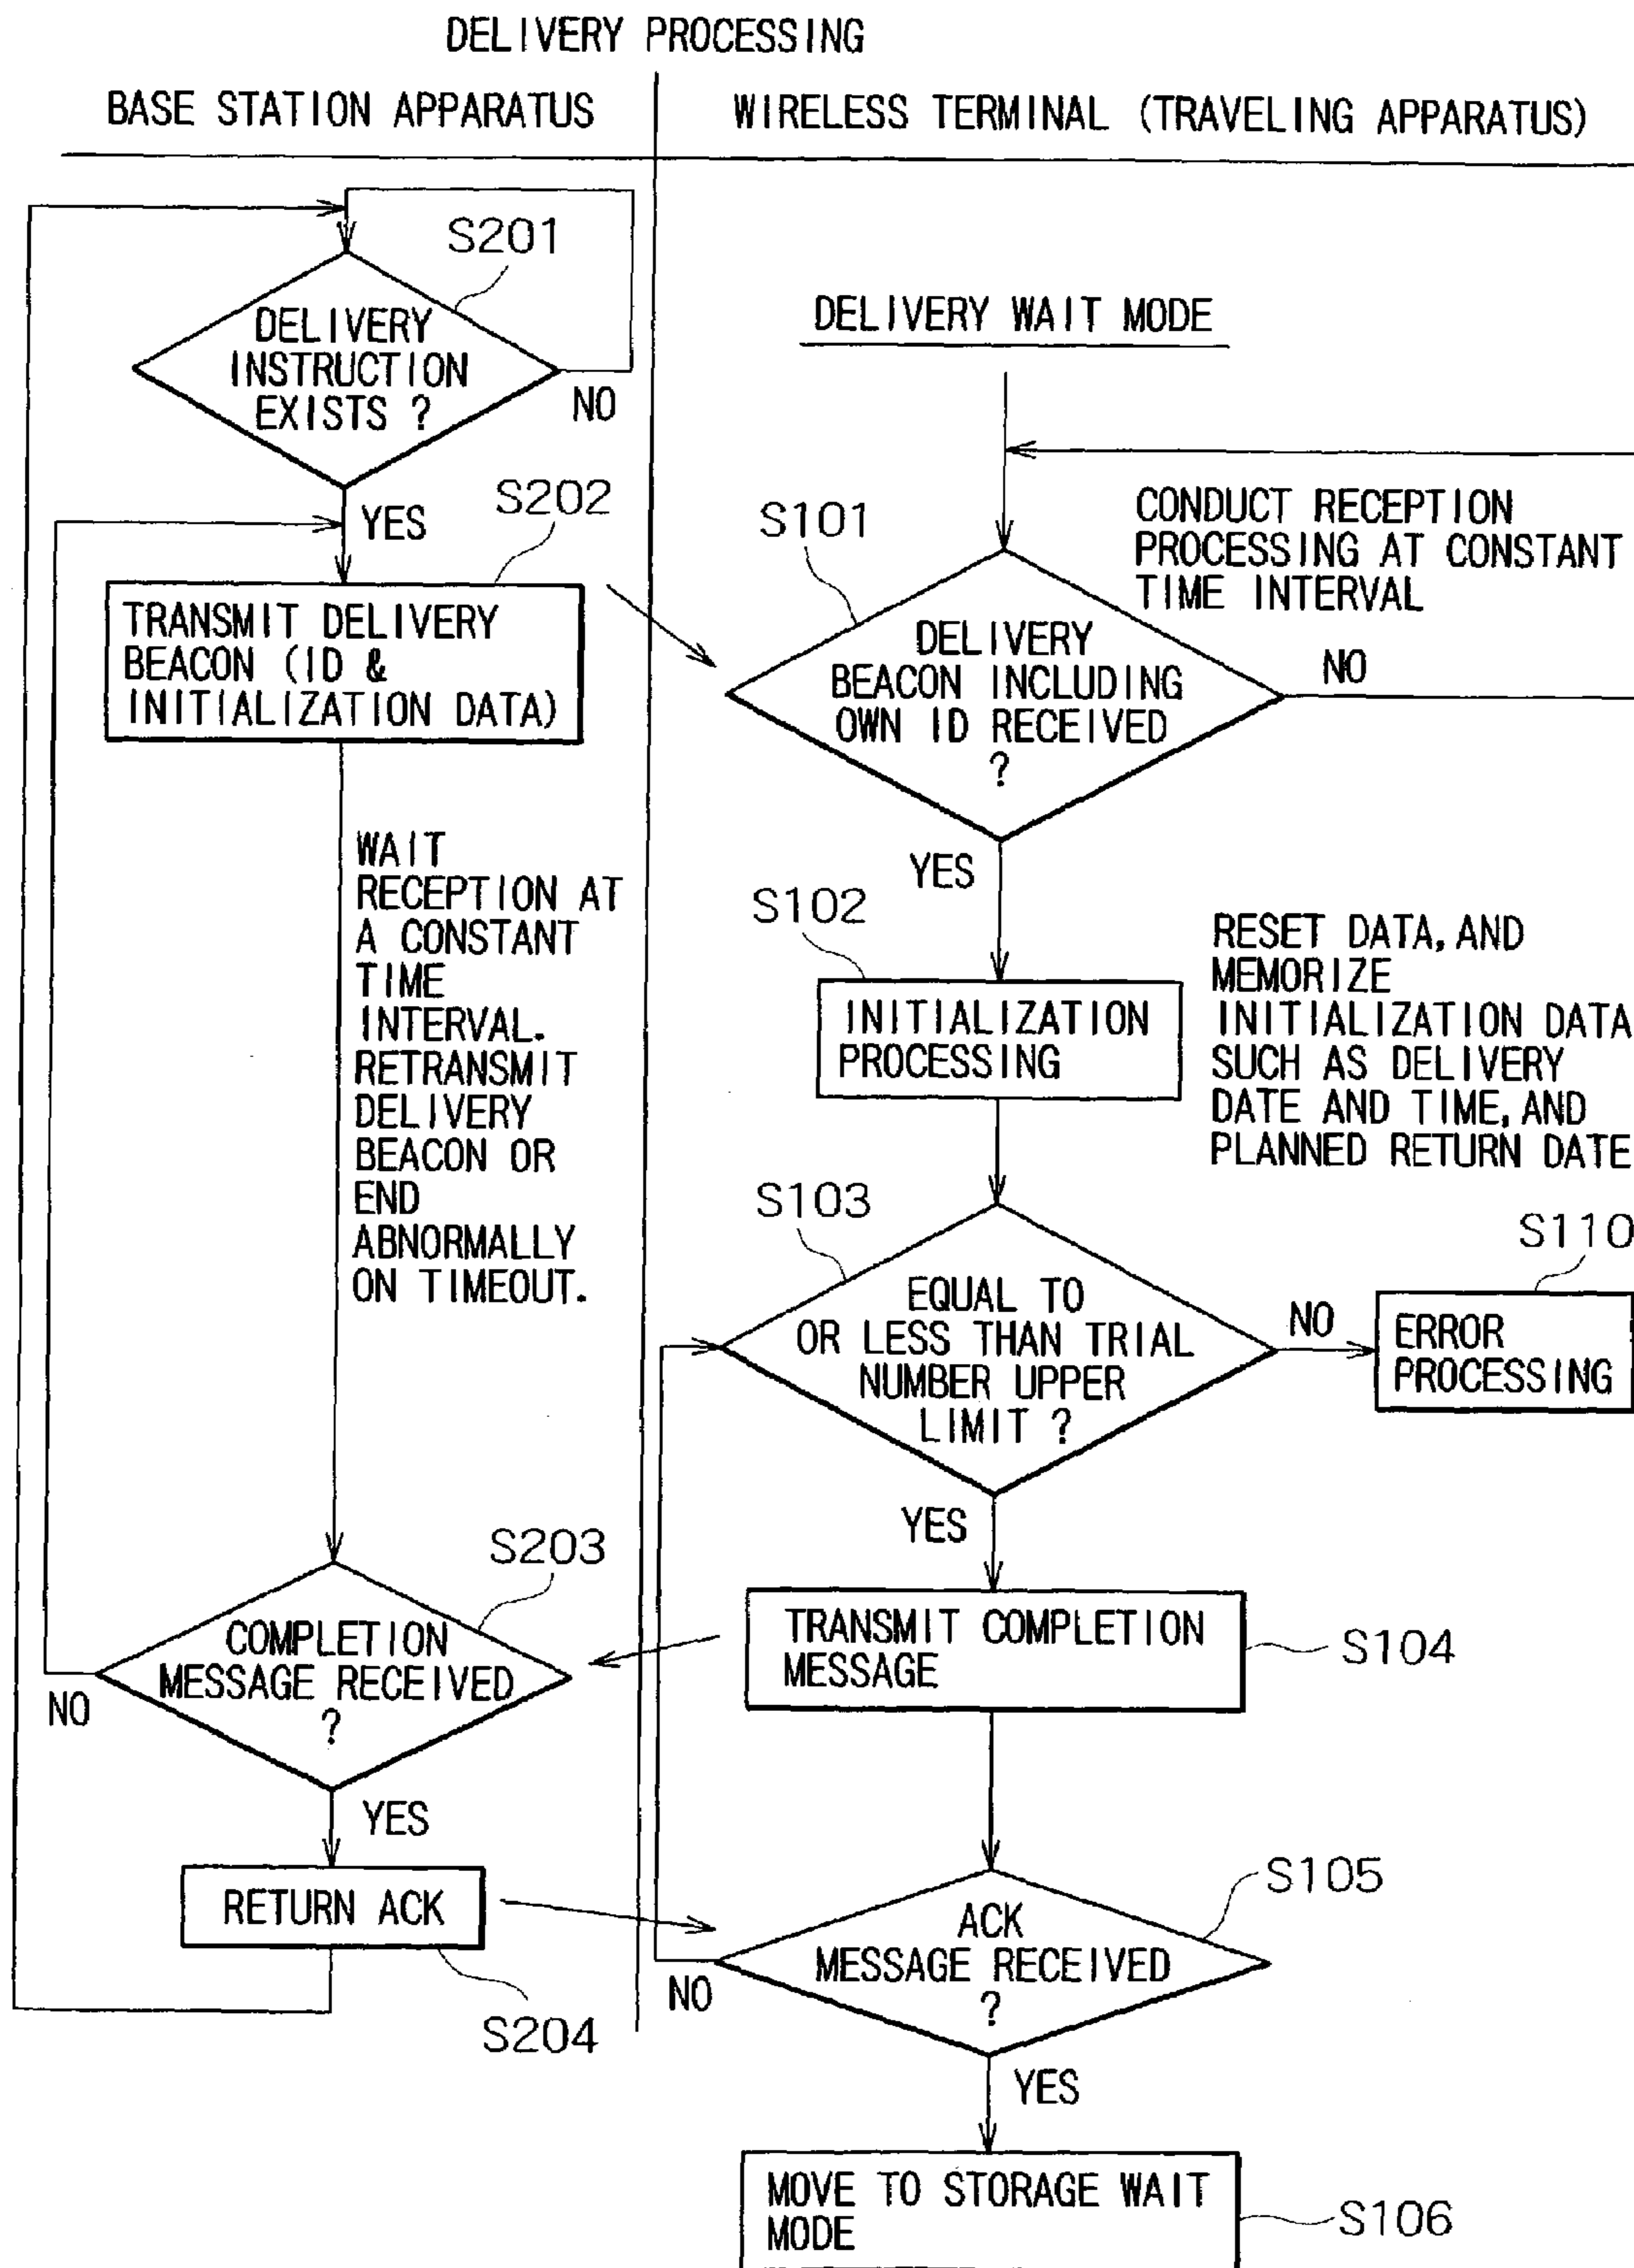 DELIVERY PROCESSING
BASE STATION APPARATUS
WIRELESS TERMINAL (TRAVELING APPARATUS)
S201
DELIVERY
INSTRUCTION
EXISTS ?
NO
YES
S202
TRANSMIT DELIVERY
BEACON (ID &
INITIALIZATION DATA)
WAIT
RECEPTION AT
A CONSTANT
TIME
INTERVAL.
RETRANSMIT
DELIVERY
BEACON OR
END
ABNORMALLY
ON TIMEOUT.
S203
COMPLETION
MESSAGE RECEIVED
?
NO
YES
RETURN ACK
S204
DELIVERY WAIT MODE
CONDUCT RECEPTION
PROCESSING AT CONSTANT
TIME INTERVAL
S101
DELIVERY
BEACON INCLUDING
OWN ID RECEIVED
?
NO
YES
S102
INITIALIZATION
PROCESSING
RESET DATA, AND
MEMORIZE
INITIALIZATION DATA
SUCH AS DELIVERY
DATE AND TIME, AND
PLANNED RETURN DATE
S103
EQUAL TO
OR LESS THAN TRIAL
NUMBER UPPER
LIMIT ?
NO
S110
ERROR
PROCESSING
YES
TRANSMIT COMPLETION
MESSAGE
S104
S105
ACK
MESSAGE RECEIVED
?
NO
YES
MOVE TO STORAGE WAIT
MODE
S106